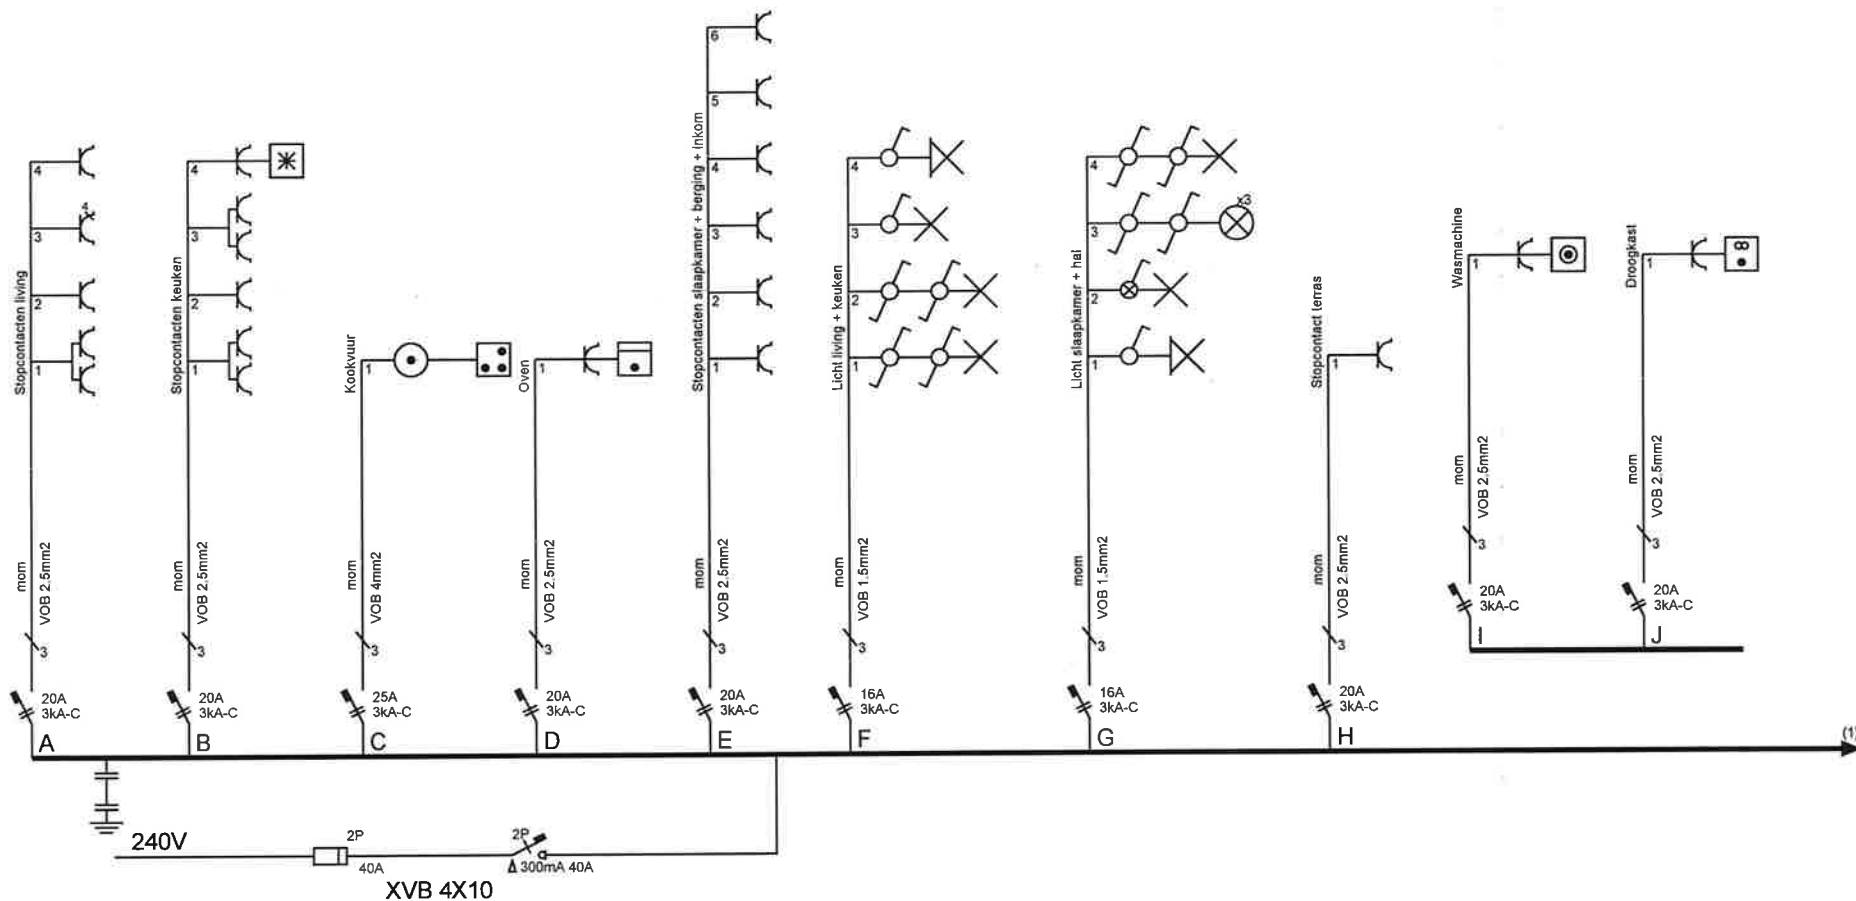 6
5
4
3
2
1
Stopcontacten slaapkamer + berging + inkom
4
3
2
1
4
Stopcontacten living
4
3
2
1
Stopcontacten keuken
1
Kookvuur
1
Oven
4
3
2
1
Licht living + keuken
4
3
2
1
x3
Licht slaapkamer + hal
1
Stopcontact terras
1
Wasmachine
1
8
Droogkast
mom
VOB 2.5mm2
3
20A
3kA-C
A
mom
VOB 2.5mm2
3
20A
3kA-C
B
mom
VOB 4mm2
3
25A
3kA-C
C
mom
VOB 2.5mm2
3
20A
3kA-C
D
mom
VOB 2.5mm2
3
20A
3kA-C
E
mom
VOB 1.5mm2
3
16A
3kA-C
F
mom
VOB 1.5mm2
3
16A
3kA-C
G
mom
VOB 2.5mm2
3
20A
3kA-C
H
mom
VOB 2.5mm2
3
20A
3kA-C
I
mom
VOB 2.5mm2
3
20A
3kA-C
J
(1)
240V
2P
40A
2P
Δ 300mA 40A
XVB 4X10